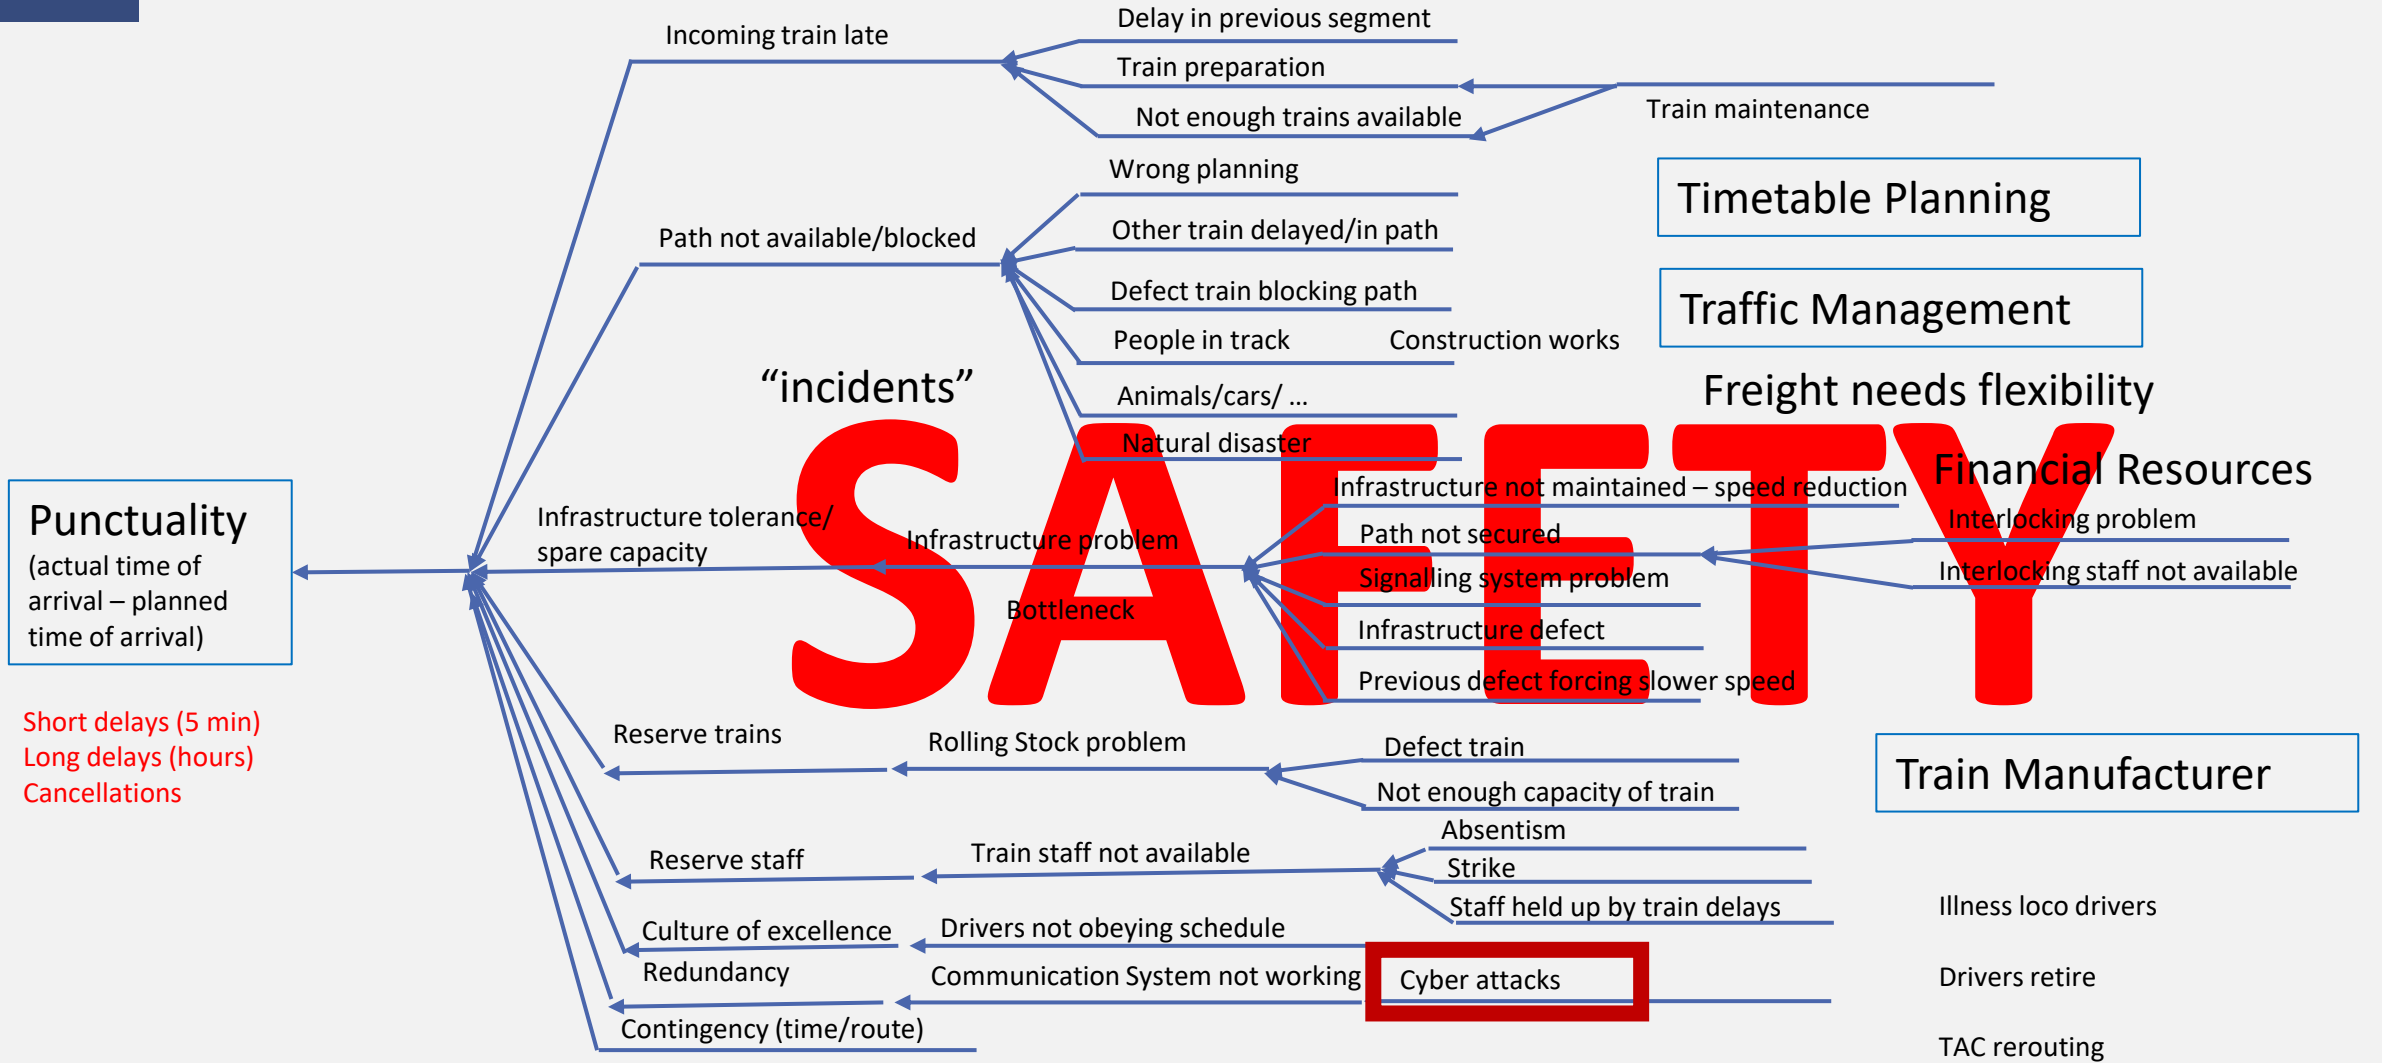 Delay in previous segment
Incoming train late
Train preparation
Train maintenance
Not enough trains available
Wrong planning
Timetable Planning
Path not available/blocked
Other train delayed/in path
Defect train blocking path
Traffic Management
People in track
Construction works
“incidents”
Animals/cars/ ...
Freight needs flexibility
Natural disaster
SAFETY
Financial Resources
Infrastructure not maintained – speed reduction
Punctuality
(actual time of
arrival – planned
time of arrival)
Infrastructure tolerance/
spare capacity
Infrastructure problem
Path not secured
Interlocking problem
Signalling system problem
Interlocking staff not available
Bottleneck
Infrastructure defect
Previous defect forcing slower speed
Short delays (5 min)
Long delays (hours)
Cancellations
Reserve trains
Rolling Stock problem
Defect train
Train Manufacturer
Not enough capacity of train
Absentism
Reserve staff
Train staff not available
Strike
Staff held up by train delays
Illness loco drivers
Culture of excellence
Drivers not obeying schedule
Redundancy
Communication System not working
Cyber attacks
Drivers retire
Contingency (time/route)
TAC rerouting